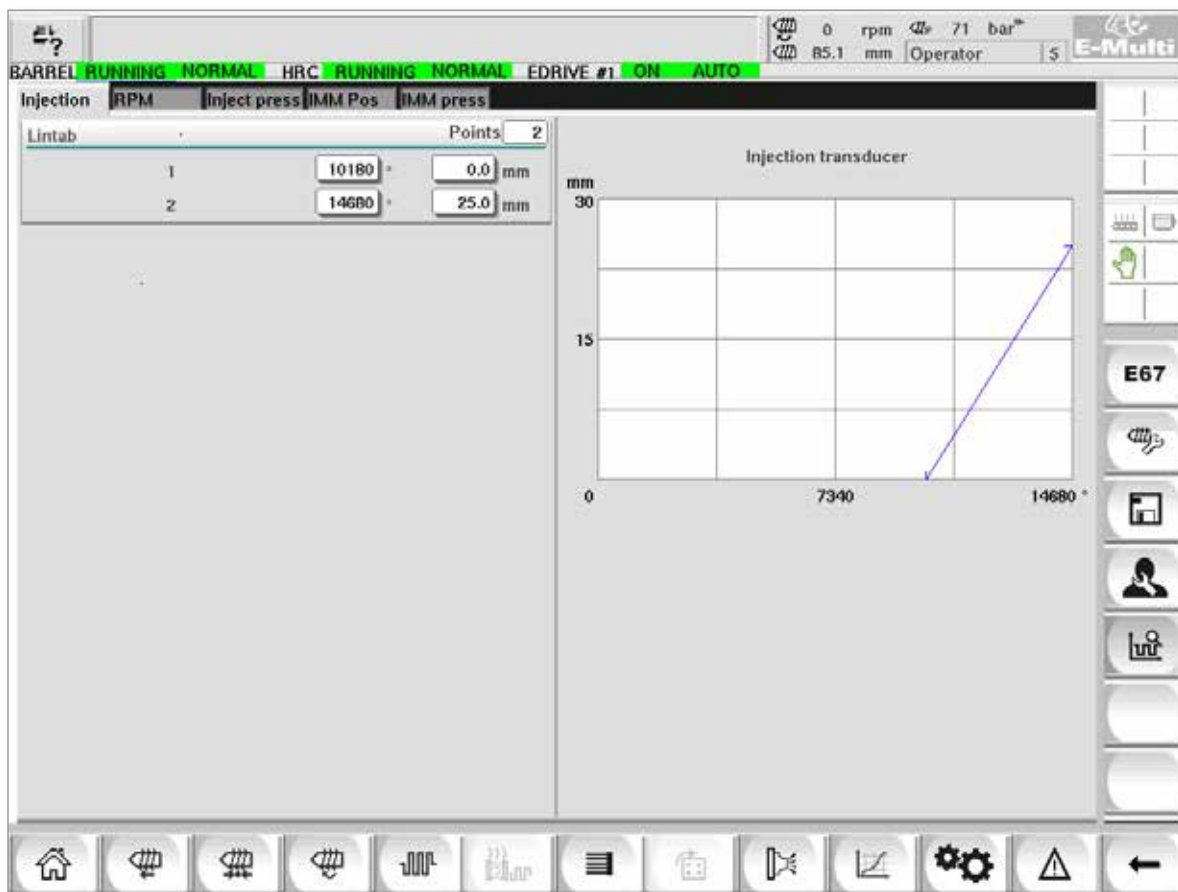 ?
0 rpm 71 bar
E-Multi
85.1 mm Operator 5
BARREL RUNNING NORMAL HRC RUNNING NORMAL EDRIVE #1 ON AUTO
Injection RPM Inject press IMM Pos IMM press
Lintab Points 2
1 10180 ° 0.0 mm
2 14680 ° 25.0 mm
Injection transducer
mm
30
15
0 7340 14680 °
E67